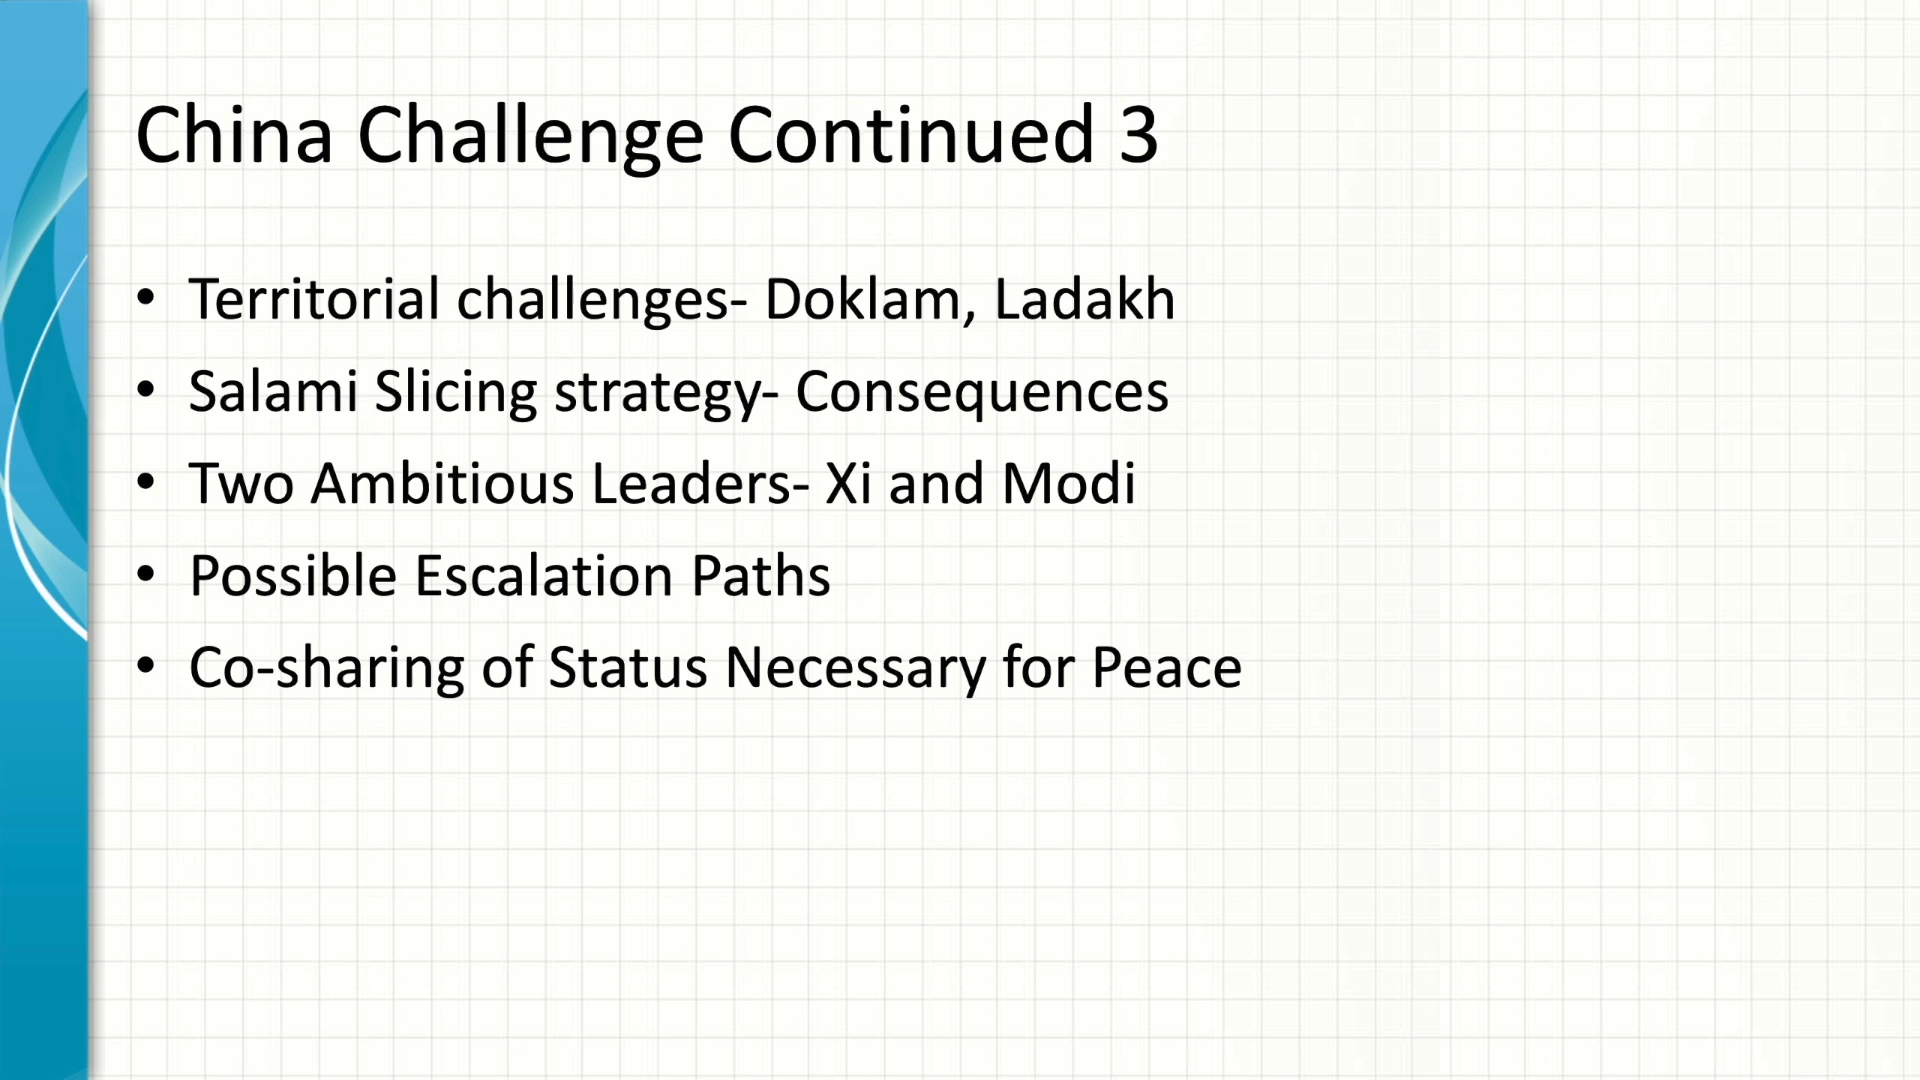 China Challenge Continued 3
• Territorial challenges- Doklam, Ladakh
• Salami Slicing strategy- Consequences
• Two Ambitious Leaders- Xi and Modi
• Possible Escalation Paths
• Co-sharing of Status Necessary for Peace